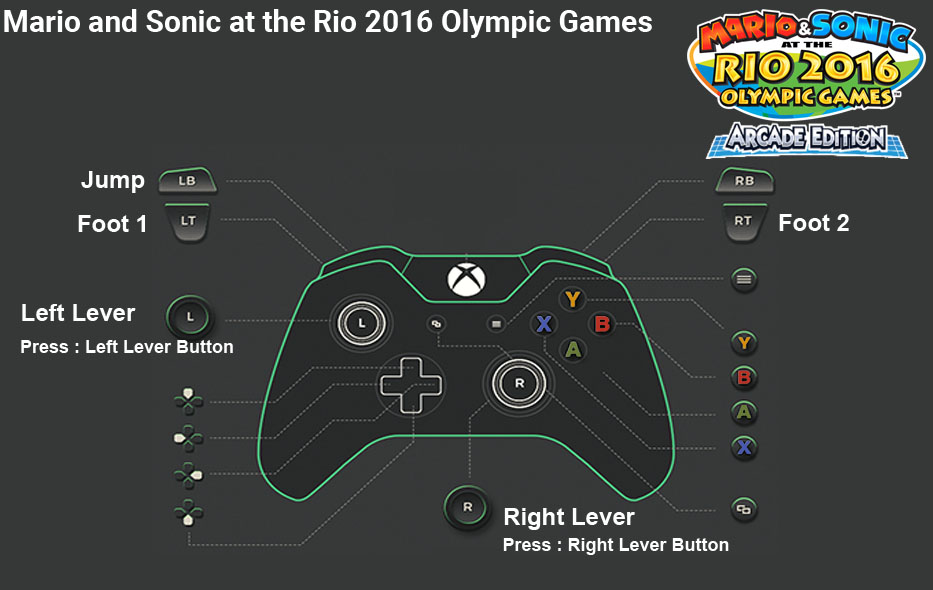 Mario and Sonic at the Rio 2016 Olympic Games
MARIO & SONIC
AT THE
RIO 2016
OLYMPIC GAMES™
ARCADE EDITION
Jump
LB
RB
Foot 1
LT
RT
Foot 2
Left Lever
L
Press : Left Lever Button
L
Y
X
B
A
R
Y
B
A
X
R
Right Lever
Press : Right Lever Button